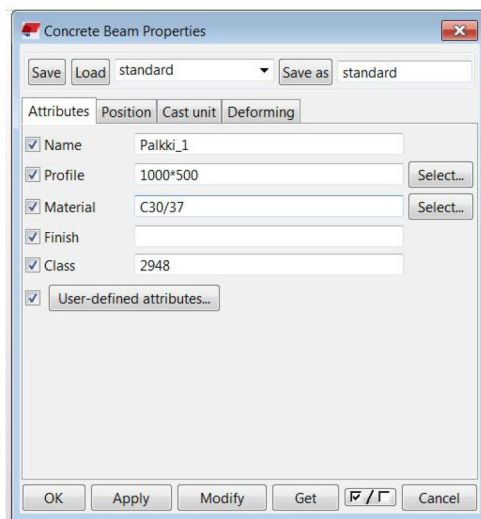 Concrete Beam Properties
Save Load standard Save as standard
Attributes Position Cast unit Deforming
Name Palkki_1
Profile 1000*500 Select...
Material C30/37 Select...
Finish
Class 2948
User-defined attributes...
OK Apply Modify Get / Cancel